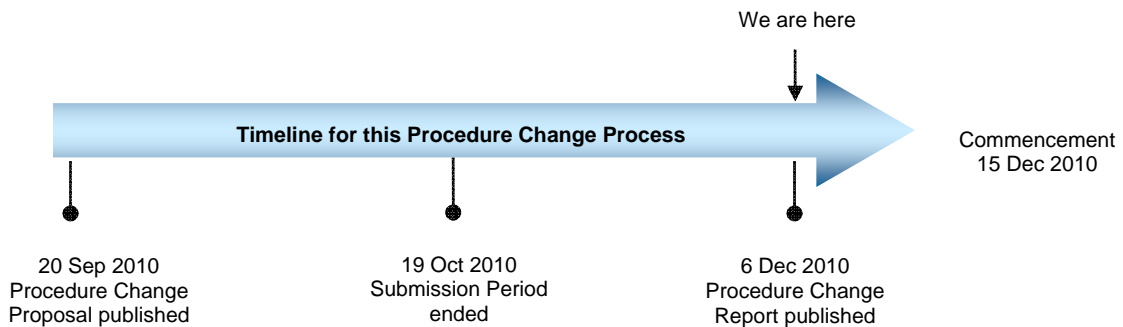 We are here
Timeline for this Procedure Change Process
Commencement
15 Dec 2010
20 Sep 2010
Procedure Change
Proposal published
19 Oct 2010
Submission Period
ended
6 Dec 2010
Procedure Change
Report published